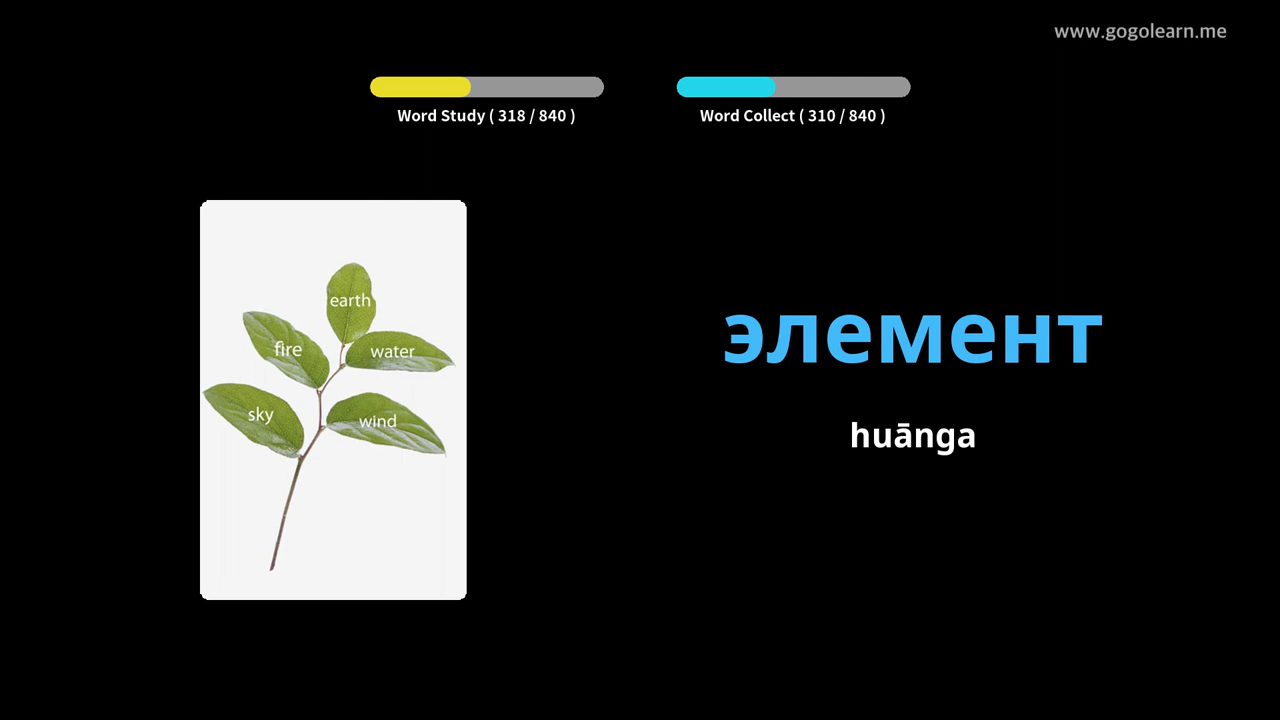 www.gogolearn.me
Word Study ( 318 / 840 )
Word Collect ( 310 / 840 )
earth
fire
water
sky
wind
элемент
huānga